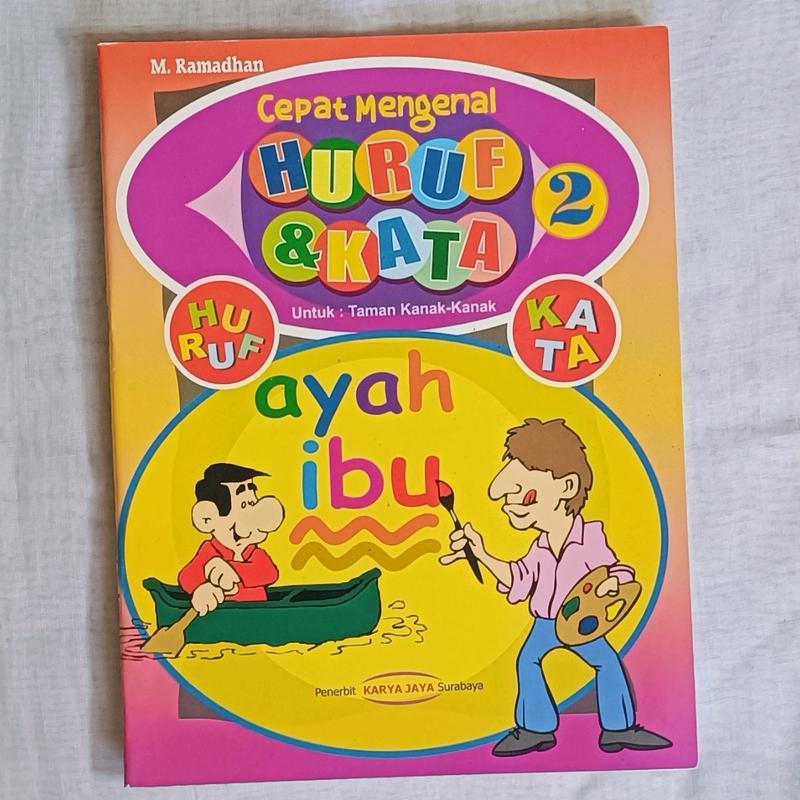 M. Ramadhan
Cepat Mengenal
HURUF
&KATA
2
Untuk : Taman Kanak-Kanak
HU
RUF
KA
TA
ayah
ibu
Penerbit KARYA JAYA Surabaya